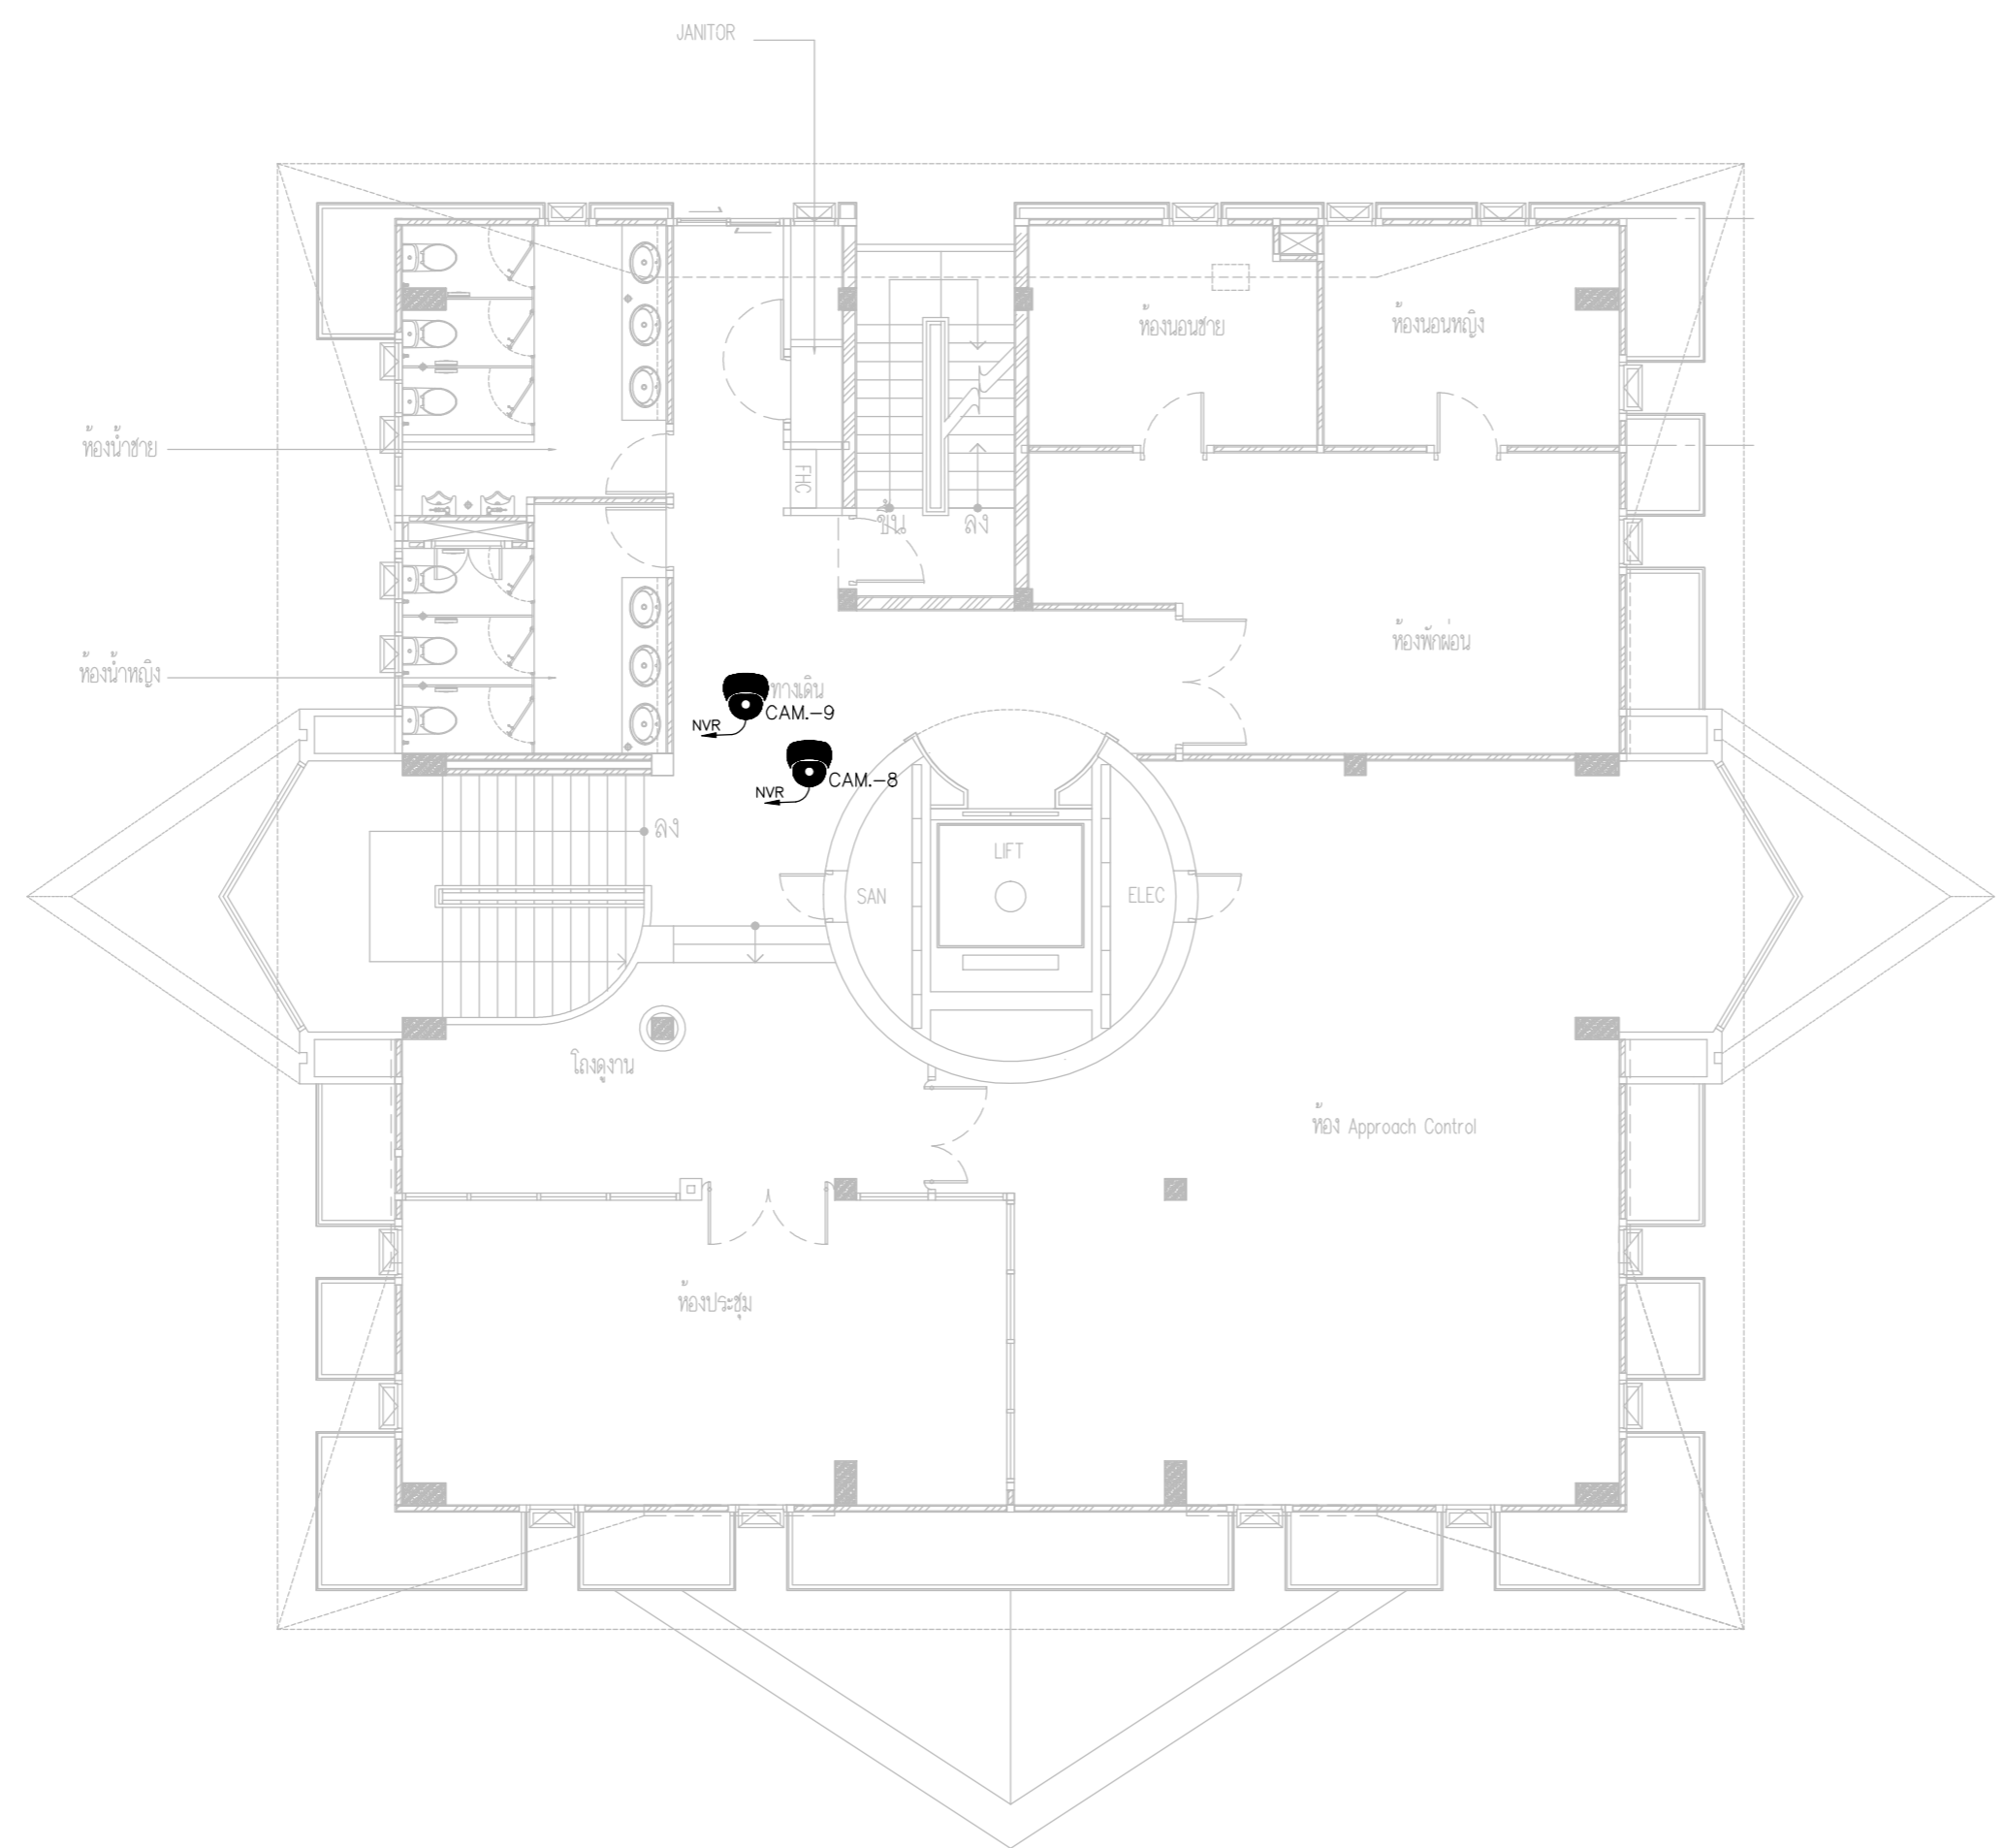 JANITOR
ห้องนอนชาย
ห้องนอนหญิง
ห้องน้ำชาย
FHC
ขึ้น
ลง
ห้องพักผ่อน
ห้องน้ำหญิง
ทางเดิน
CAM.-9
NVR
CAM.-8
NVR
ลง
LIFT
SAN
ELEC
โถงดูงาน
ห้อง Approach Control
ห้องประชุม